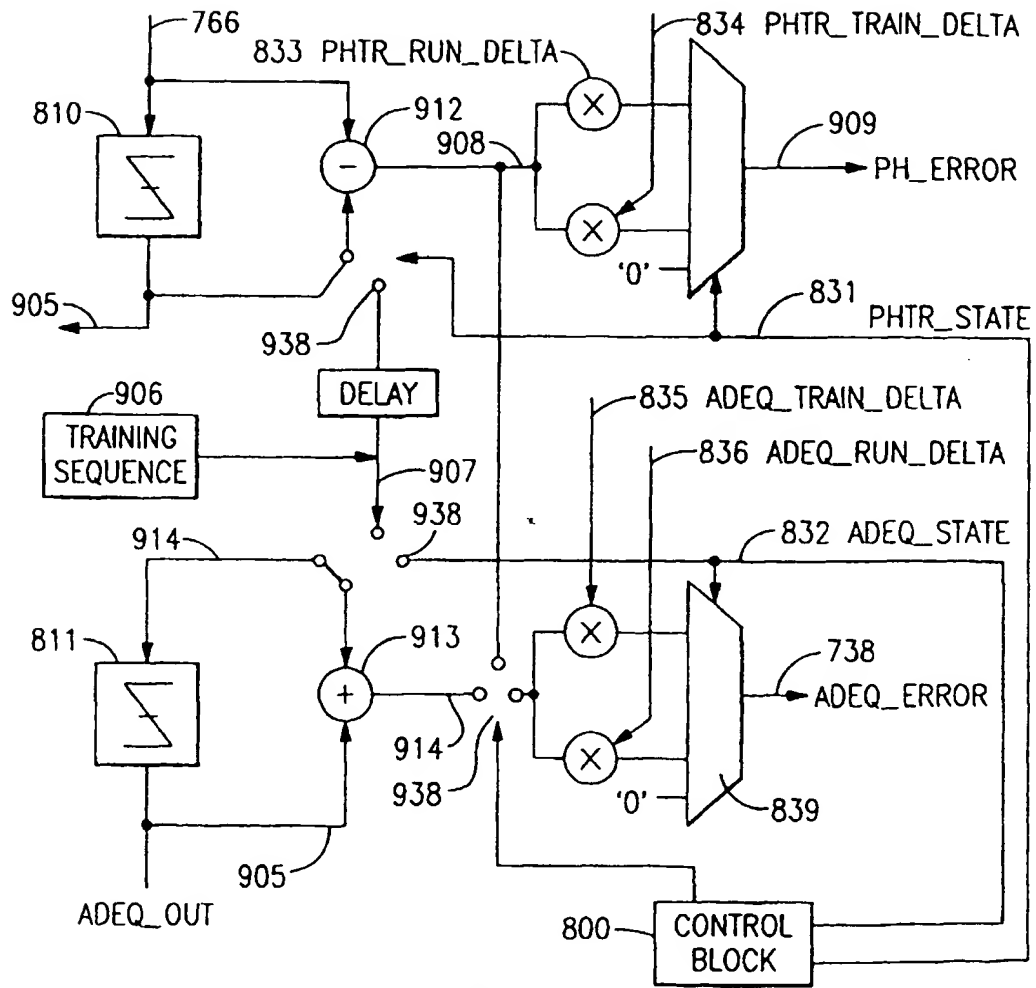 766
833 PHTR_RUN_DELTA
834 PHTR_TRAIN_DELTA
810
912
908
909
PH_ERROR
'0'
905
938
831
PHTR_STATE
906
TRAINING
SEQUENCE
DELAY
907
835 ADEQ_TRAIN_DELTA
836 ADEQ_RUN_DELTA
914
938
832 ADEQ_STATE
811
913
738
ADEQ_ERROR
914
938
'0'
839
905
ADEQ_OUT
800
CONTROL
BLOCK